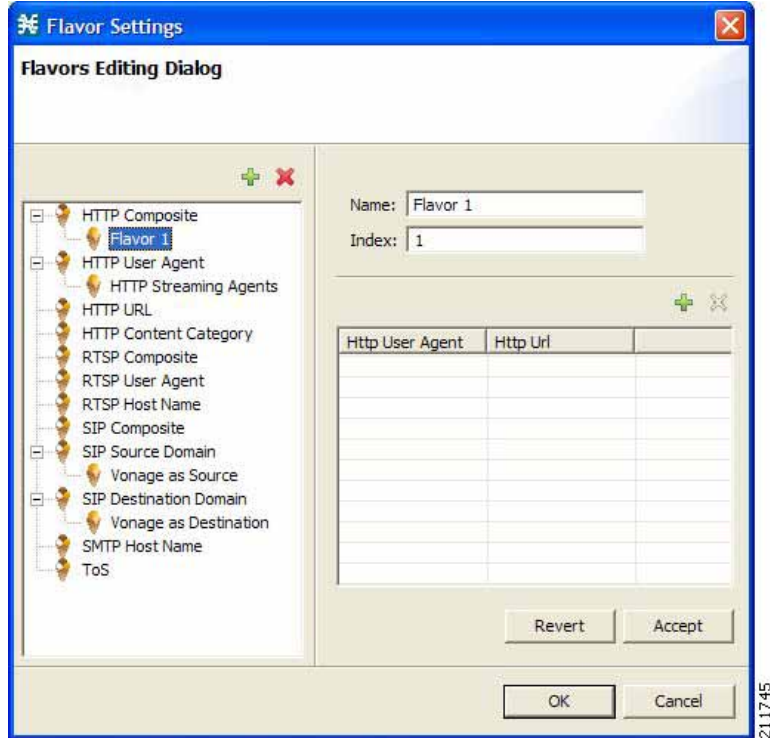 Flavor Settings
Flavors Editing Dialog
HTTP Composite
Flavor 1
HTTP User Agent
HTTP Streaming Agents
HTTP URL
HTTP Content Category
RTSP Composite
RTSP User Agent
RTSP Host Name
SIP Composite
SIP Source Domain
Vonage as Source
SIP Destination Domain
Vonage as Destination
SMTP Host Name
ToS
Name: Flavor 1
Index: 1
Http User Agent Http Url
Revert Accept
OK Cancel
211745